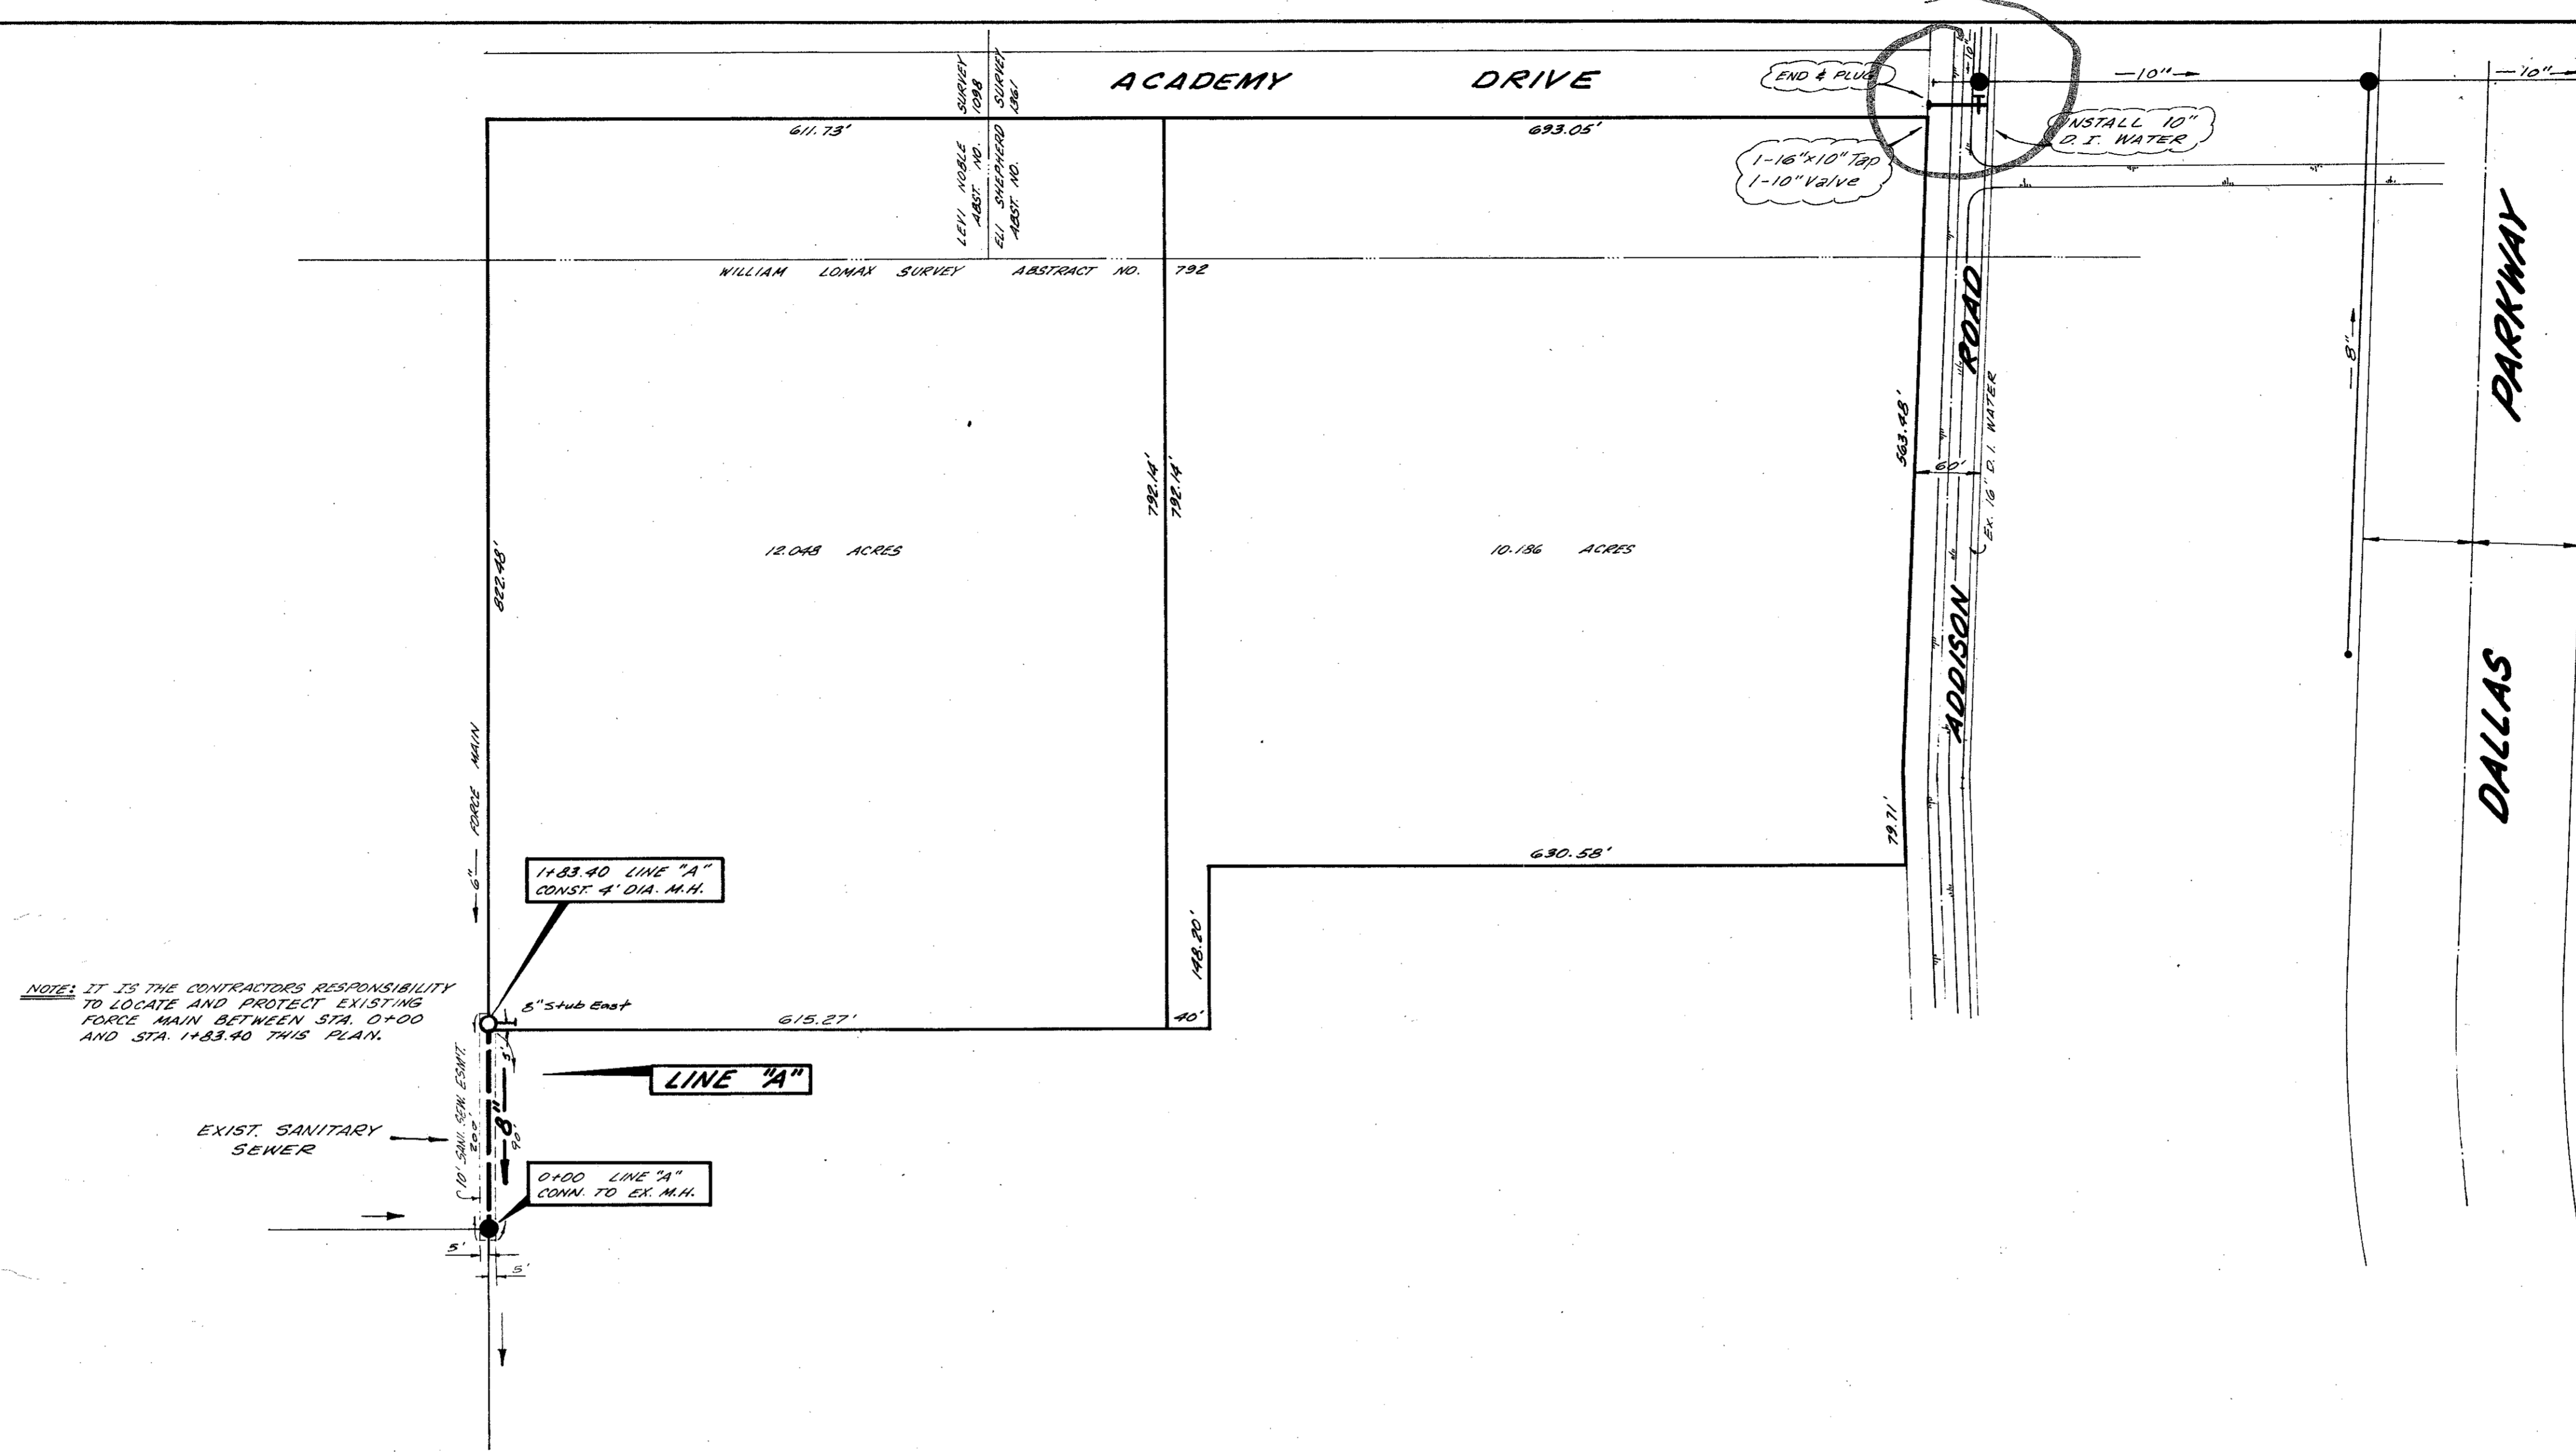 ACADEMY DRIVE
LEVI NOBLE SURVEY
ABST. NO. 1098
ELI SHEPHERD SURVEY
ABST. NO. 1361
END & PLUG
10"
10"
10"
INSTALL 10"
D. I. WATER
1-16"x10" Tap
1-10" Valve
611.73'
693.05'
WILLIAM LOMAX SURVEY ABSTRACT NO. 792
PARKWAY
ROAD
8"
563.48'
60'
EX. 16" D. I. WATER
792.14'
792.14'
822.48'
12.048 ACRES
10.186 ACRES
ADDISON
DALLAS
6" FORCE MAIN
79.71'
630.58'
1+83.40 LINE "A"
CONST. 4' DIA. M.H.
148.20'
NOTE: IT IS THE CONTRACTORS RESPONSIBILITY
TO LOCATE AND PROTECT EXISTING
FORCE MAIN BETWEEN STA. 0+00
AND STA. 1+83.40 THIS PLAN.
8" Stub East
615.27'
40'
5'
LINE "A"
10' SANI. SEW. ESMT.
200'
8"
90'
EXIST. SANITARY
SEWER
0+00 LINE "A"
CONN. TO EX. M.H.
5'
5'